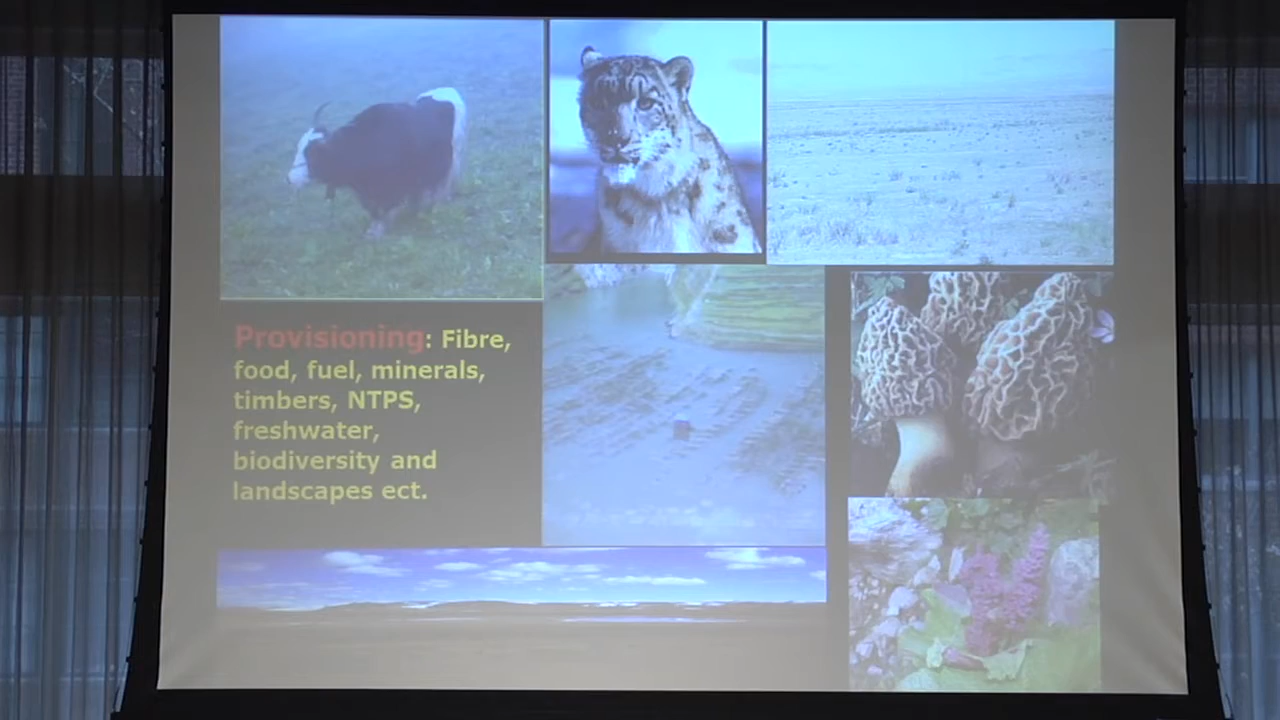 Provisioning: Fibre,
food, fuel, minerals,
timbers, NTPS,
freshwater,
biodiversity and
landscapes ect.